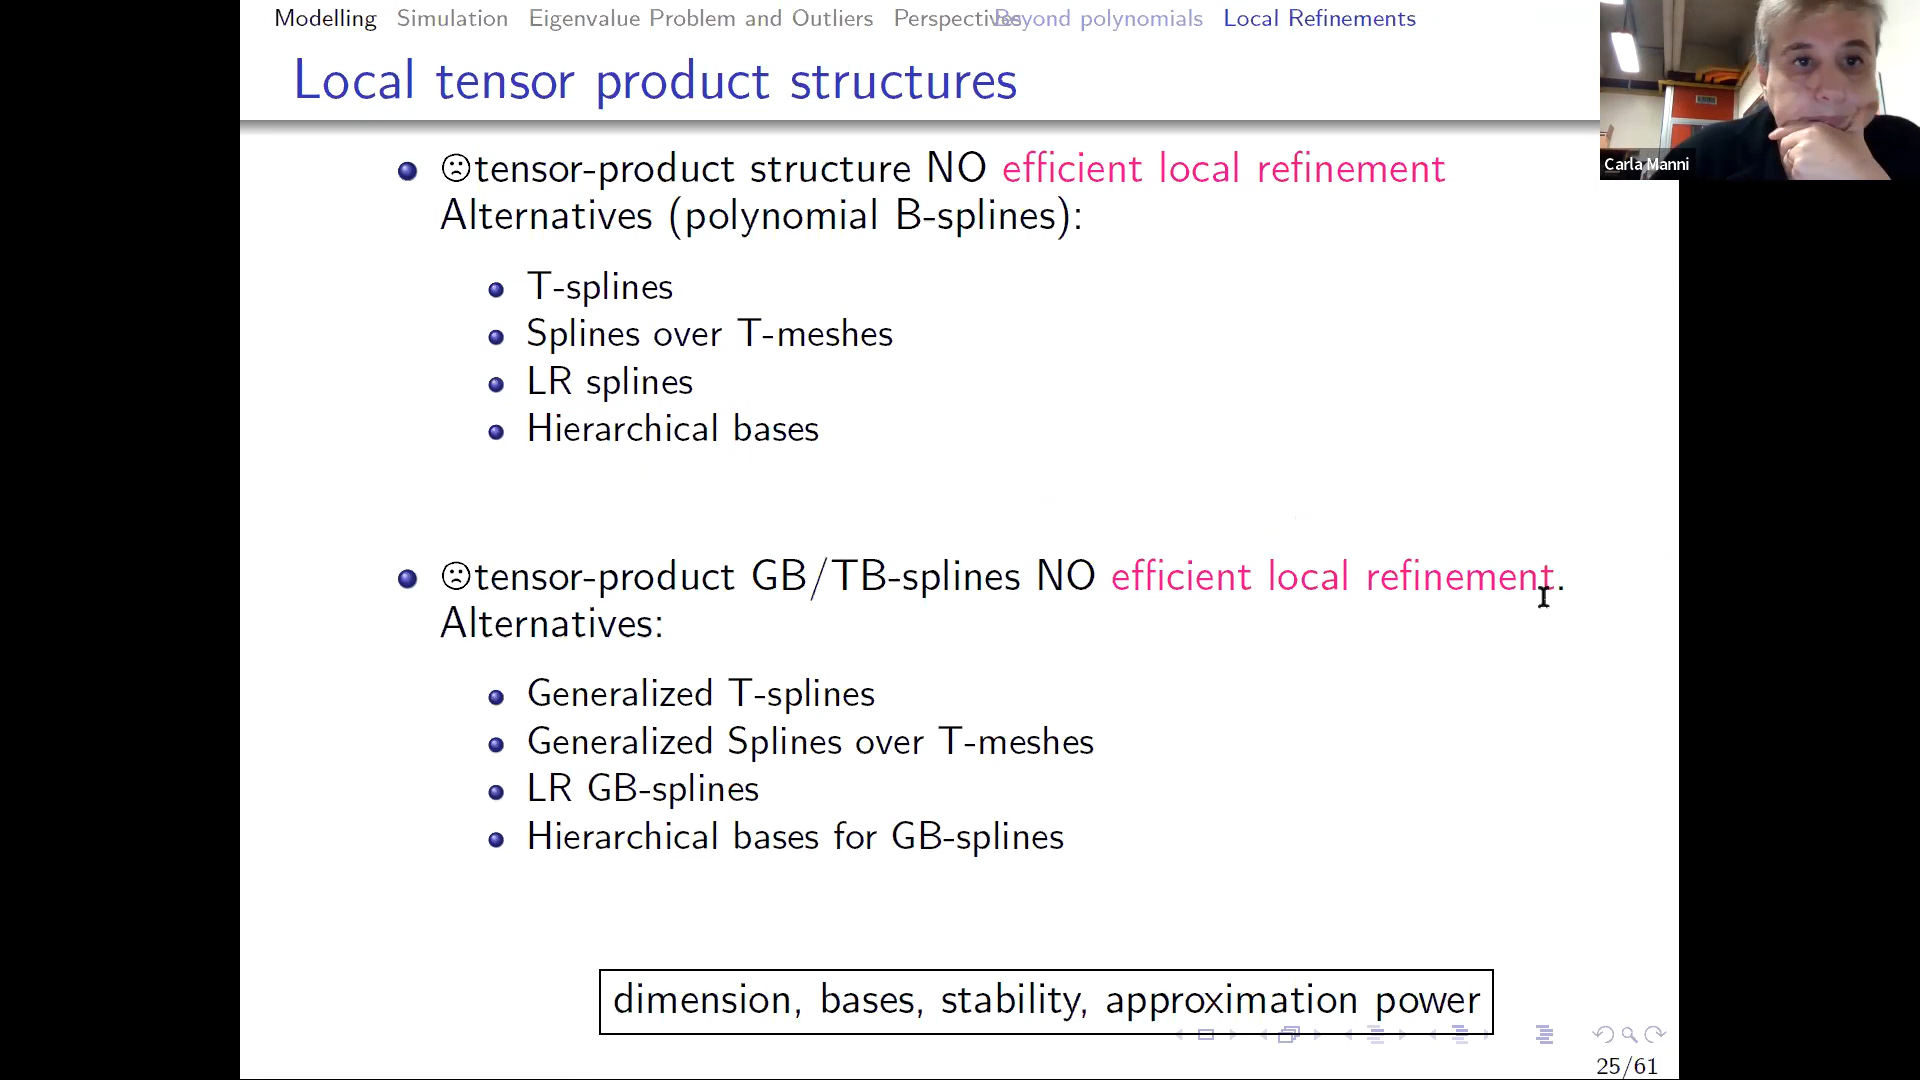 Modelling Simulation Eigenvalue Problem and Outliers Perspectives Beyond polynomials Local Refinements
Local tensor product structures
Carla Manni
☹tensor-product structure NO efficient local refinement
Alternatives (polynomial B-splines):
T-splines
Splines over T-meshes
LR splines
Hierarchical bases
☹tensor-product GB/TB-splines NO efficient local refinement.
Alternatives:
Generalized T-splines
Generalized Splines over T-meshes
LR GB-splines
Hierarchical bases for GB-splines
dimension, bases, stability, approximation power
25/61